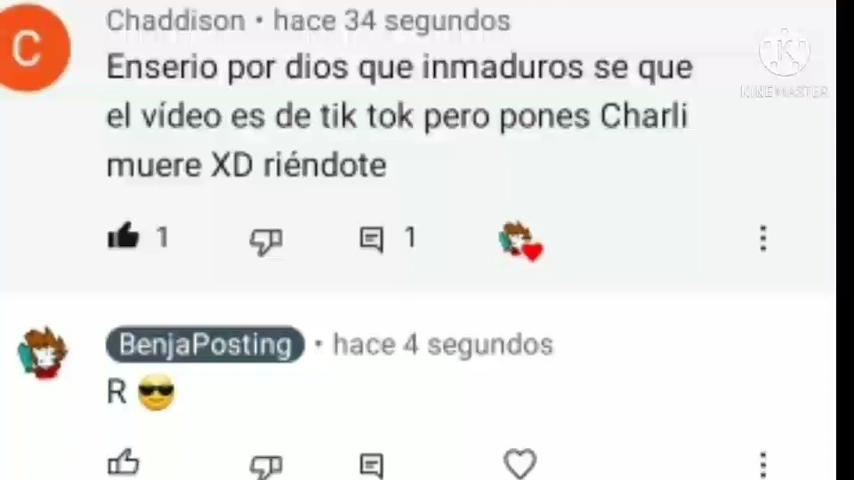 Chaddison • hace 34 segundos
C
Enserio por dios que inmaduros se que
el vídeo es de tik tok pero pones Charli
muere XD riéndote
1
1
KINEMASTER
BenjaPosting • hace 4 segundos
R 😎